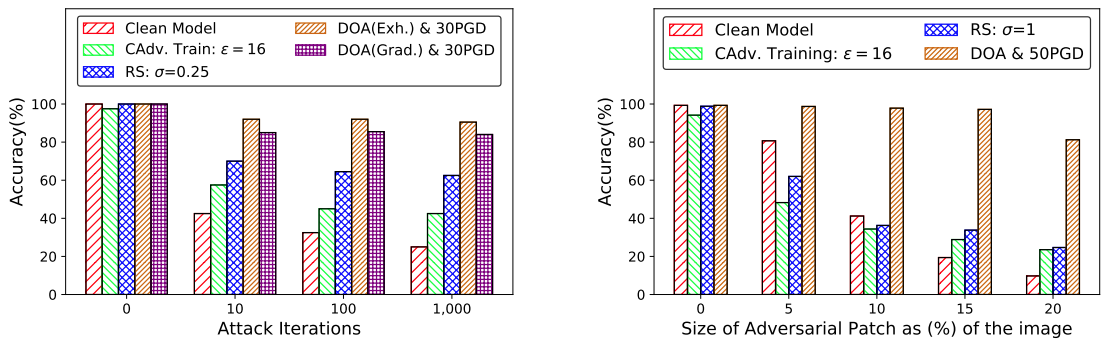 Clean Model
CAdv. Train: ε = 16
RS: σ=0.25
DOA(Exh.) & 30PGD
DOA(Grad.) & 30PGD
Accuracy(%)
100
80
60
40
20
0
0 10 100 1,000
Attack Iterations
Clean Model
CAdv. Training: ε = 16
RS: σ=1
DOA & 50PGD
Accuracy(%)
100
80
60
40
20
0
0 5 10 15 20
Size of Adversarial Patch as (%) of the image